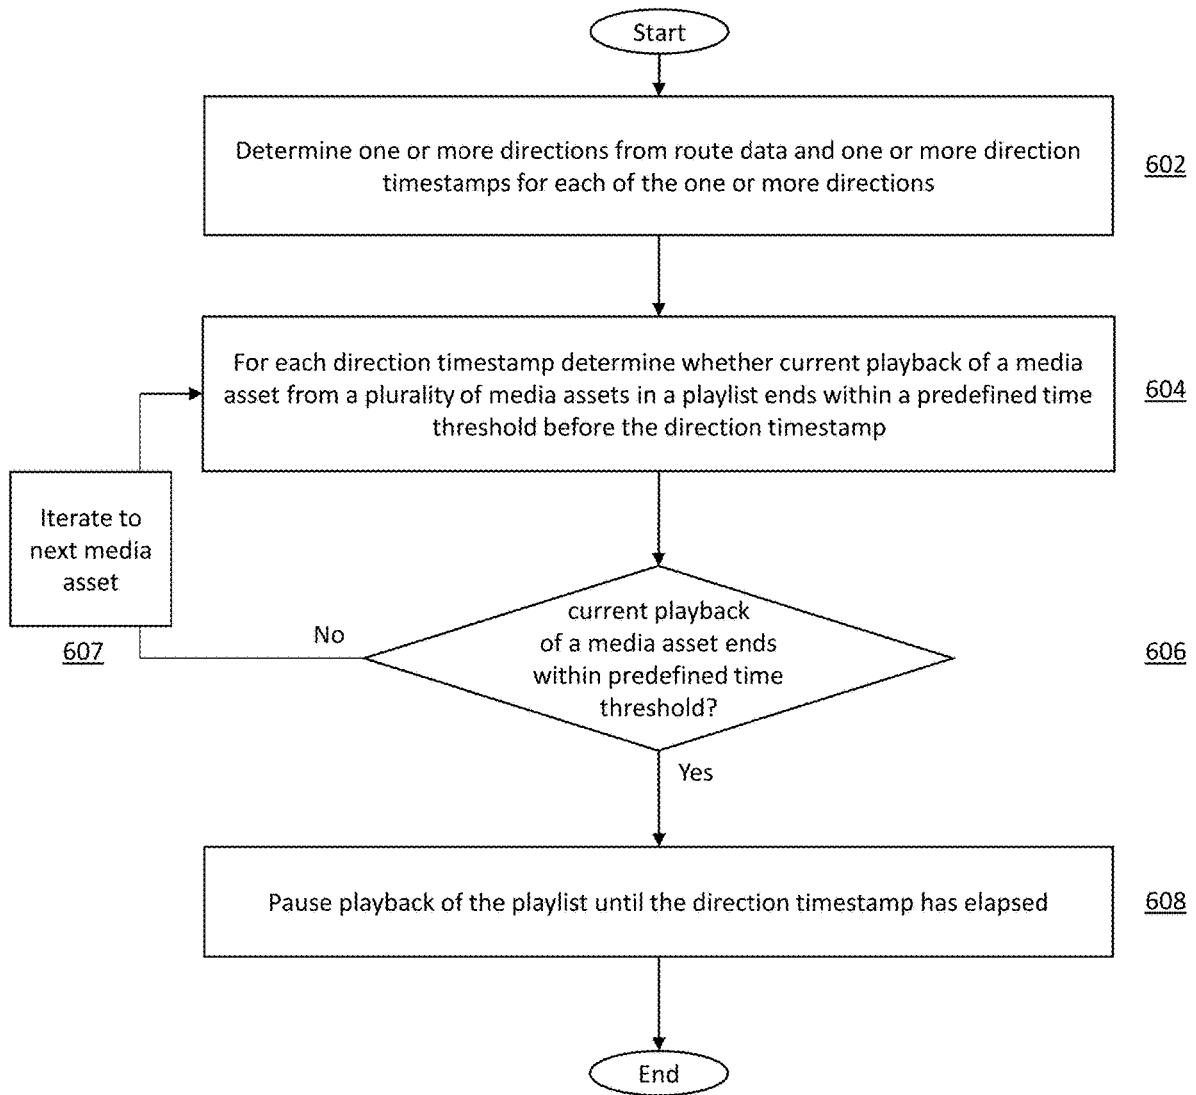 Start
Determine one or more directions from route data and one or more direction
timestamps for each of the one or more directions
602
For each direction timestamp determine whether current playback of a media
asset from a plurality of media assets in a playlist ends within a predefined time
threshold before the direction timestamp
604
Iterate to
next media
asset
607
No
current playback
of a media asset ends
within predefined time
threshold?
606
Yes
Pause playback of the playlist until the direction timestamp has elapsed
608
End